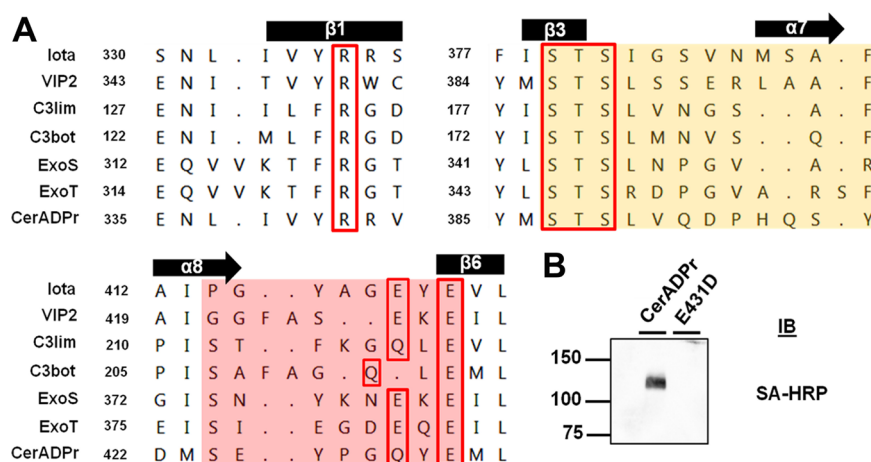 A
β1 β3 α7
Iota 330 S N L . I V Y R R S 377 F I S T S I G S V N M S A . F
VIP2 343 E N I . T V Y R W C 384 Y M S T S L S S E R L A A . F
C3lim 127 E N I . I L F R G D 177 Y I S T S L V N G S . . A . F
C3bot 122 E N I . M L F R G D 172 Y I S T S L M N V S . . Q . F
ExoS 312 E Q V V K T F R G T 341 Y L S T S L N P G V . . A . R
ExoT 314 E Q V V K T F R G T 343 Y L S T S R D P G V A . R S F
CerADPr 335 E N L . I V Y R R V 385 Y M S T S L V Q D P H Q S . Y
α8 β6
Iota 412 A I P G . . Y A G E Y E V L
VIP2 419 A I G G F A S . . E K E I L
C3lim 210 P I S T . . F K G Q L E V L
C3bot 205 P I S A F A G . Q . L E M L
ExoS 372 G I S N . . Y K N E K E I L
ExoT 375 E I S I . . E G D E Q E I L
CerADPr 422 D M S E . . Y P G Q Y E M L
B
CerADPr E431D
IB
150
100
75
SA-HRP